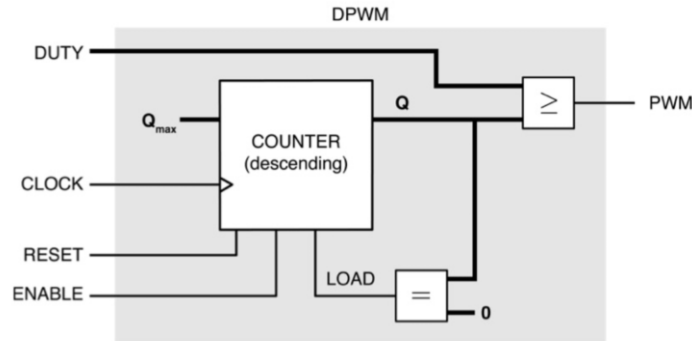 DPWM
DUTY
≥
PWM
Q
Qmax
COUNTER
(descending)
CLOCK
RESET
LOAD
ENABLE
=
0